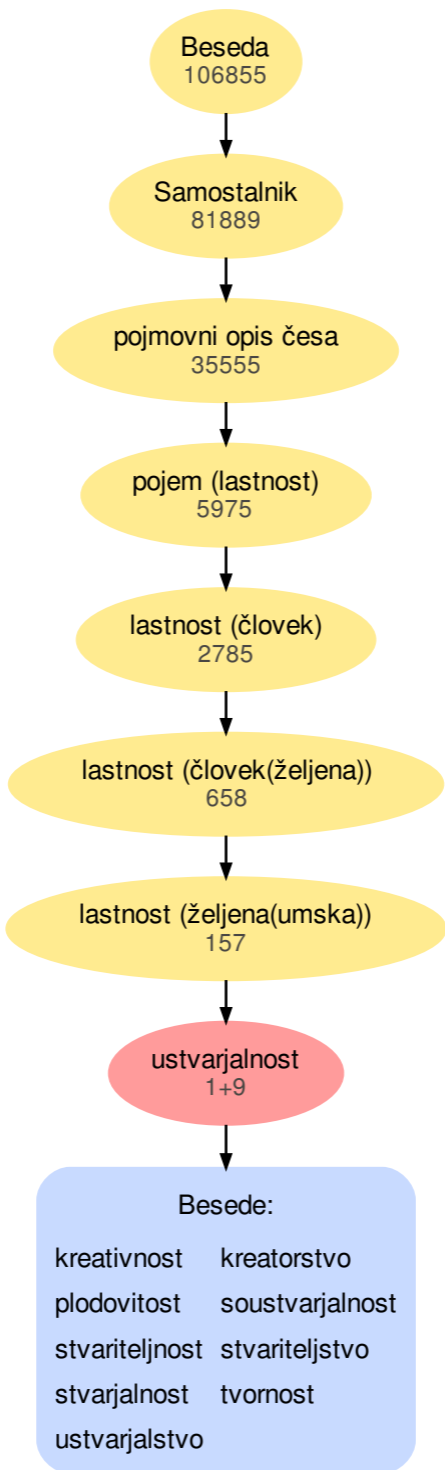 Beseda
106855
Samostalnik
81889
pojmovni opis česa
35555
pojem (lastnost)
5975
lastnost (človek)
2785
lastnost (človek(željena))
658
lastnost (željena(umska))
157
ustvarjalnost
1+9
Besede:
kreativnost kreatorstvo
plodovitost soustvarjalnost
stvariteljnost stvariteljstvo
stvarjalnost tvornost
ustvarjalstvo